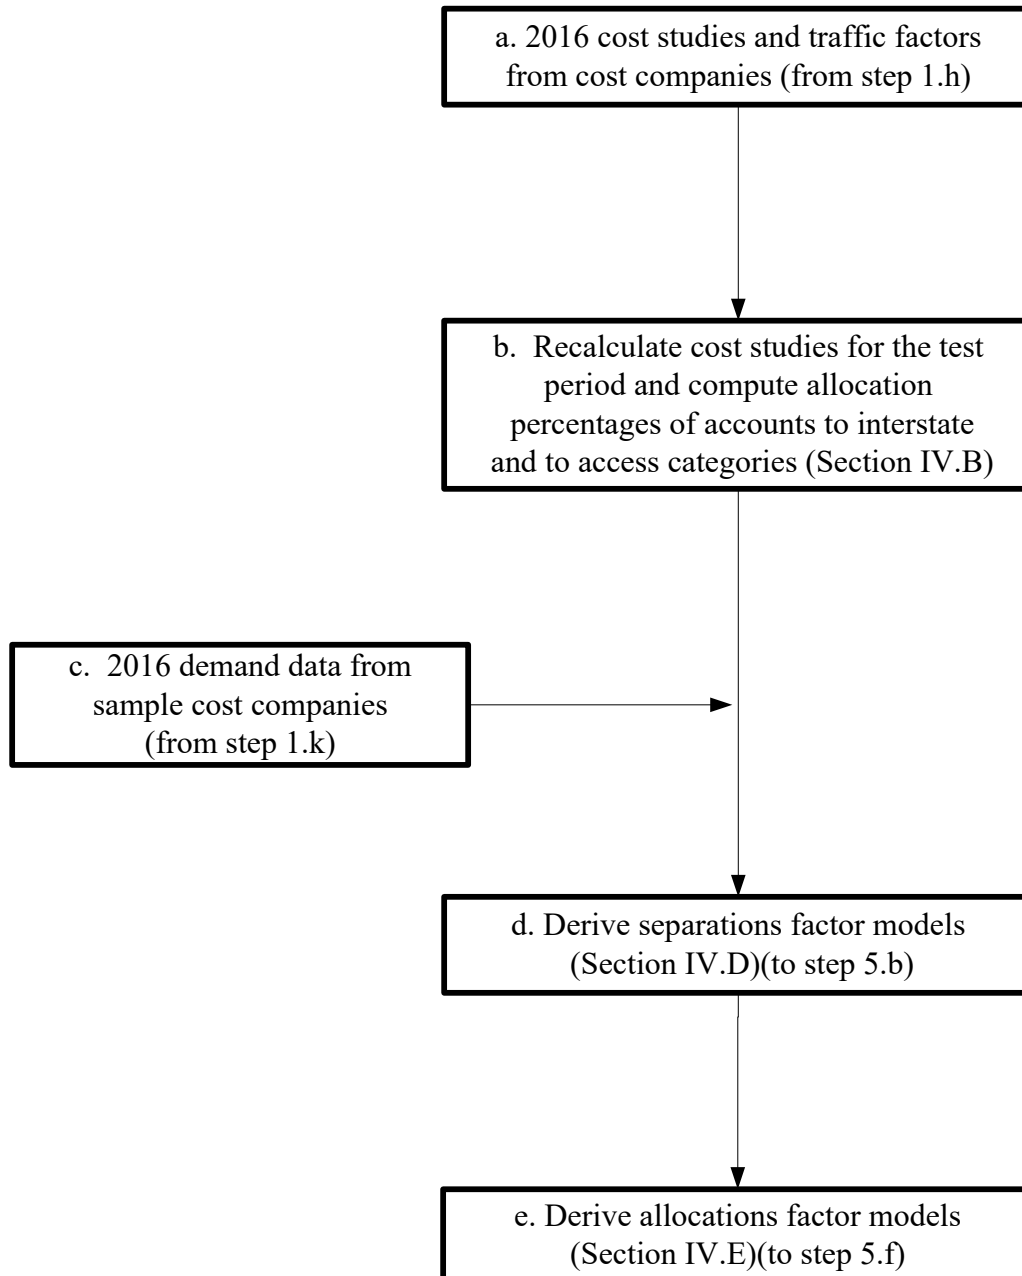 a. 2016 cost studies and traffic factors
from cost companies (from step 1.h)
b. Recalculate cost studies for the test
period and compute allocation
percentages of accounts to interstate
and to access categories (Section IV.B)
c. 2016 demand data from
sample cost companies
(from step 1.k)
d. Derive separations factor models
(Section IV.D)(to step 5.b)
e. Derive allocations factor models
(Section IV.E)(to step 5.f)